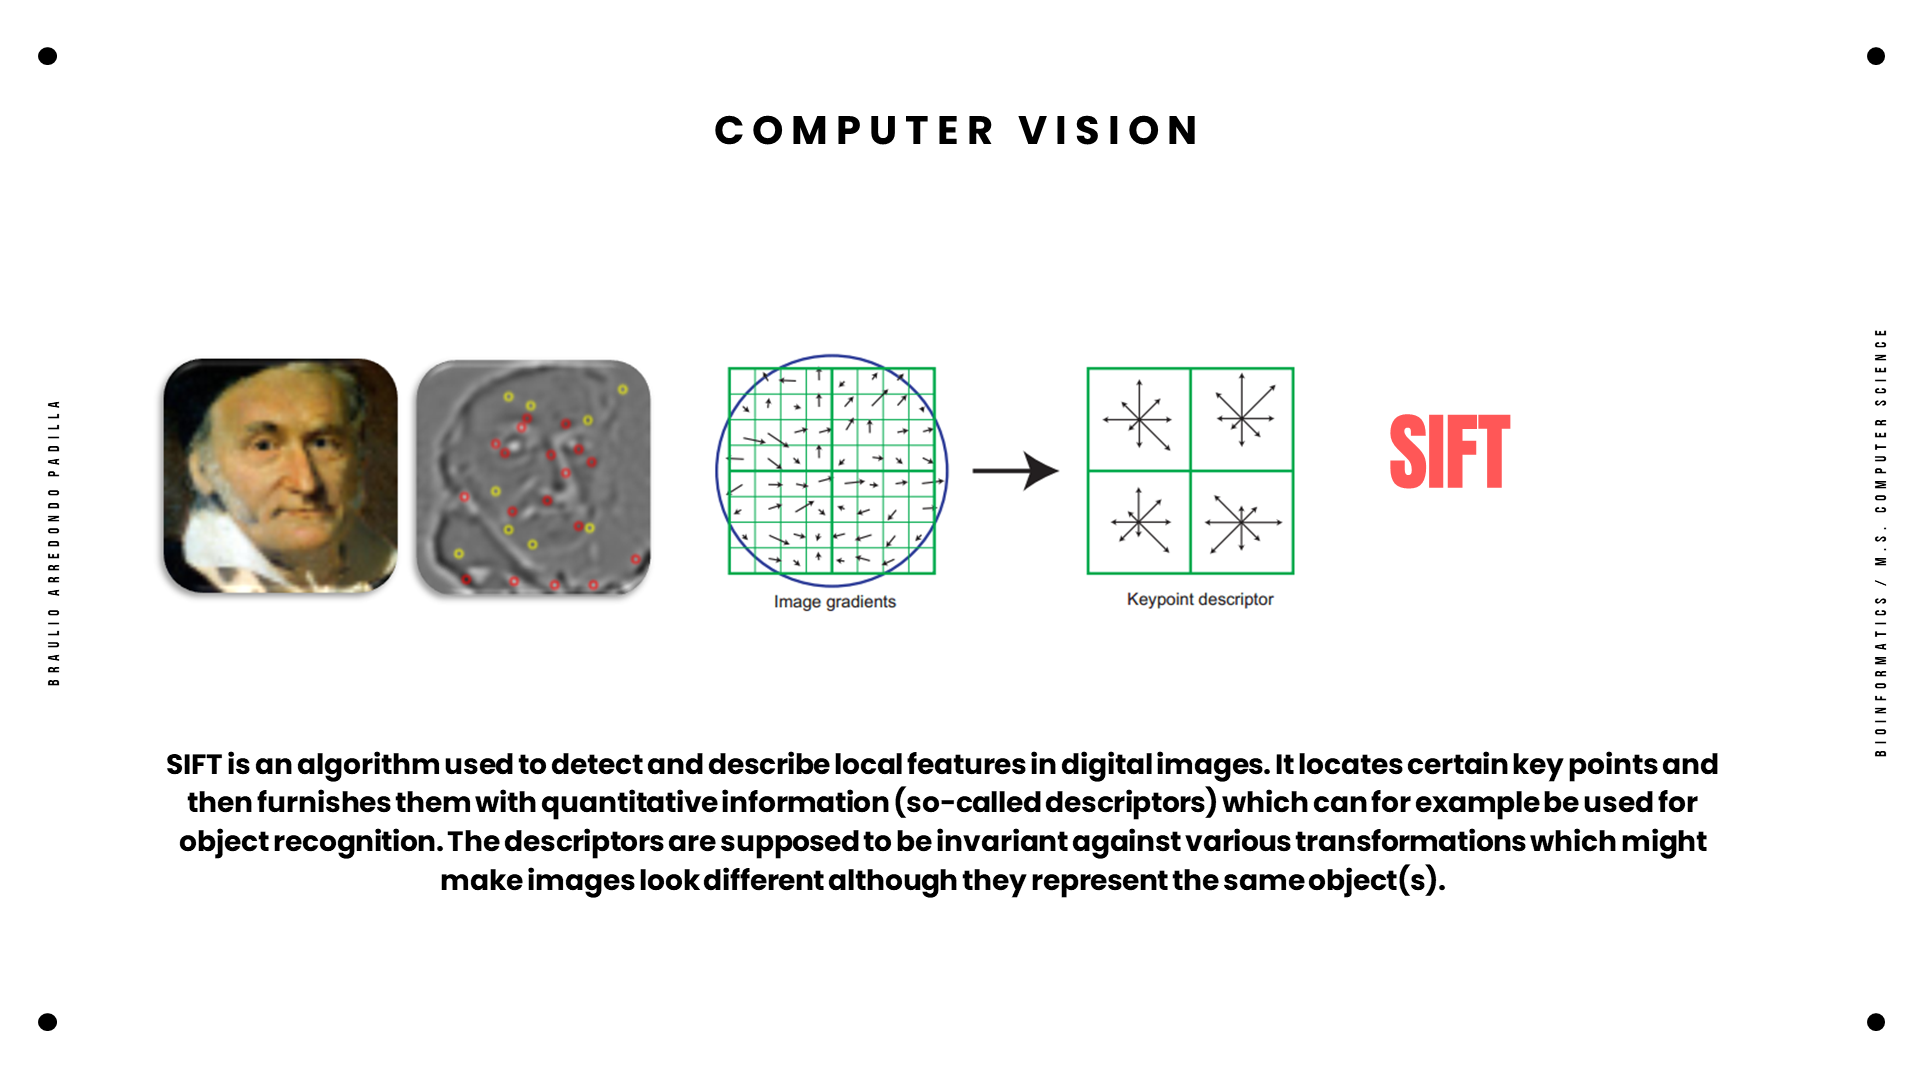 COMPUTER VISION
BRAULIO ARREDONDO PADILLA
Image gradients
Keypoint descriptor
SIFT
BIOINFORMATICS / M.S. COMPUTER SCIENCE
SIFT is an algorithm used to detect and describe local features in digital images. It locates certain key points and
then furnishes them with quantitative information (so-called descriptors) which can for example be used for
object recognition. The descriptors are supposed to be invariant against various transformations which might
make images look different although they represent the same object(s).